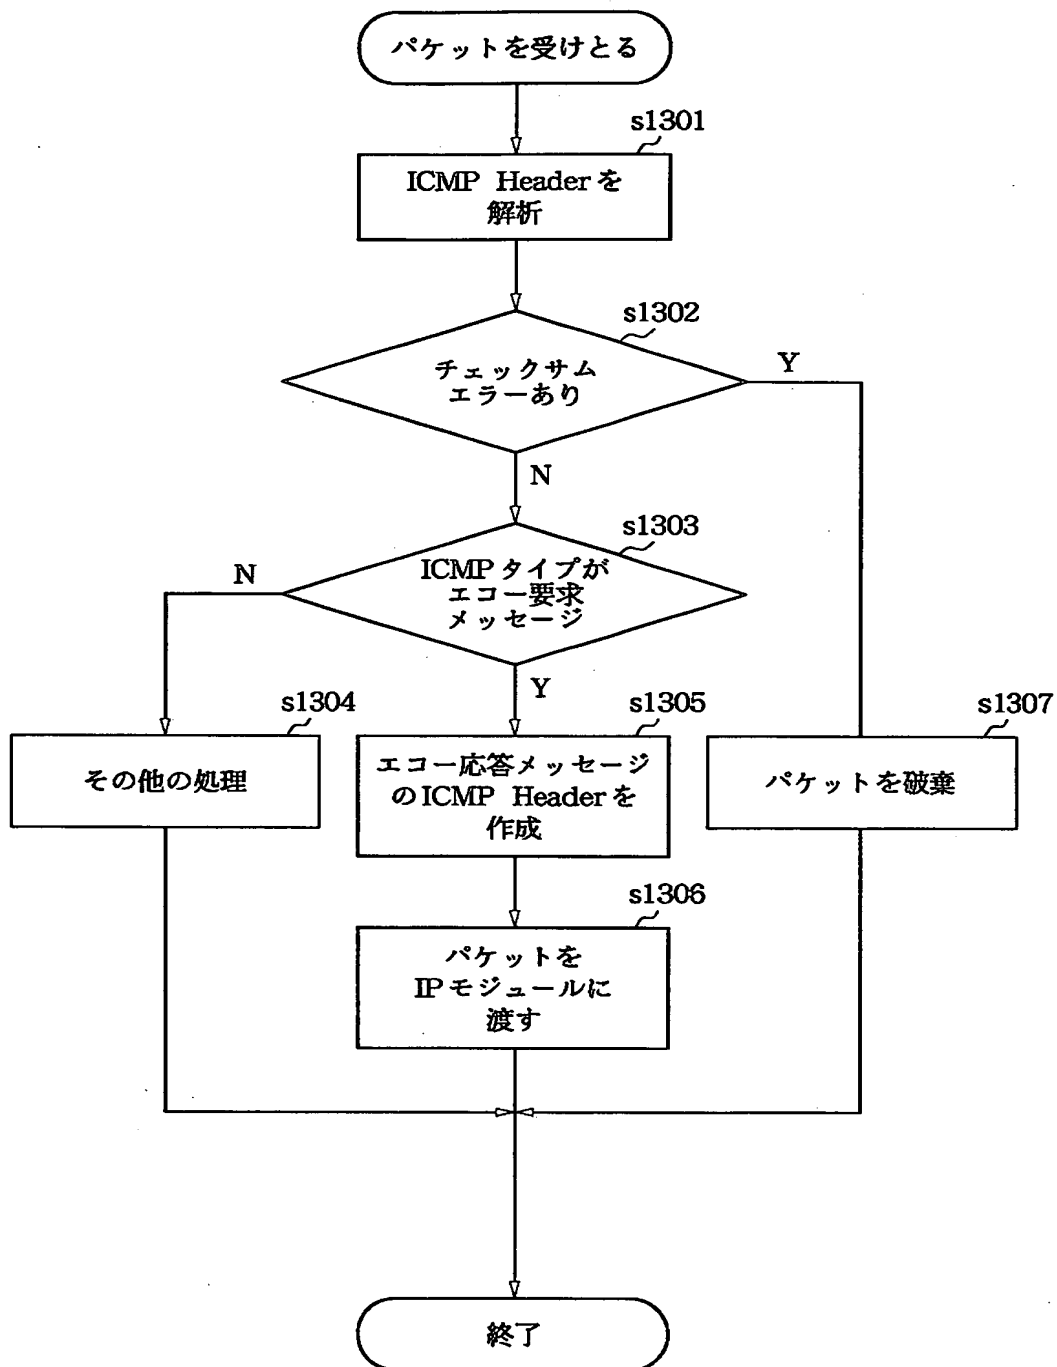 パケットを受けとる
s1301
ICMP Headerを
解析
s1302
チェックサム
エラーあり
Y
N
s1303
ICMPタイプが
エコー要求
メッセージ
N
Y
s1304
その他の処理
s1305
エコー応答メッセージ
のICMP Headerを
作成
s1307
パケットを破棄
s1306
パケットを
IPモジュールに
渡す
終了